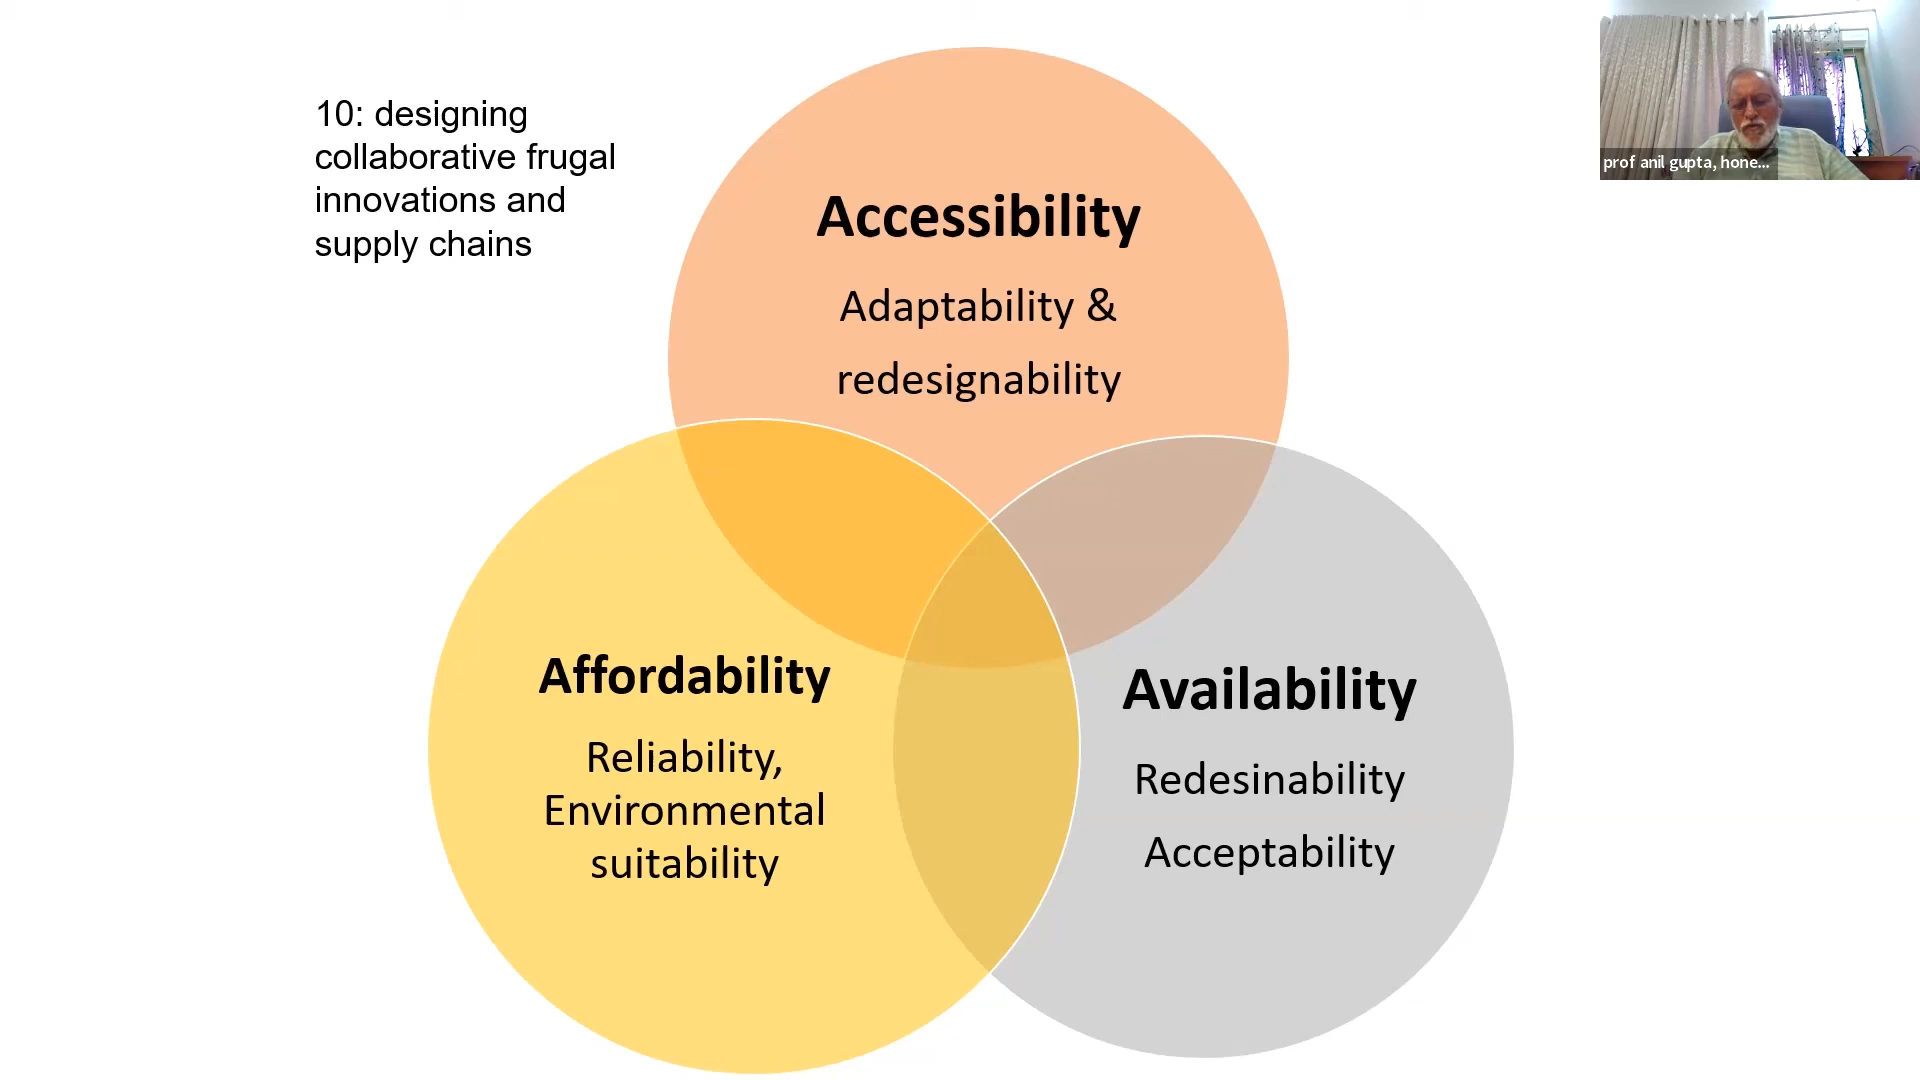 10: designing
collaborative frugal
innovations and
supply chains
prof anil gupta, hone...
Accessibility
Adaptability &
redesignability
Affordability
Reliability,
Environmental
suitability
Availability
Redesinability
Acceptability